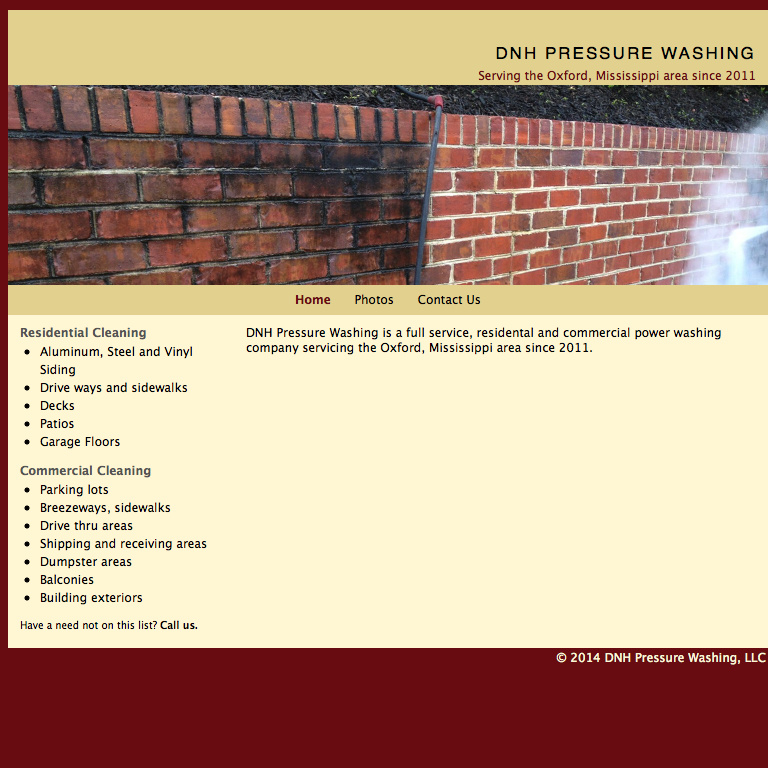 DNH PRESSURE WASHING
Serving the Oxford, Mississippi area since 2011
Home Photos Contact Us
Residential Cleaning
Aluminum, Steel and Vinyl
Siding
Drive ways and sidewalks
Decks
Patios
Garage Floors
Commercial Cleaning
Parking lots
Breezeways, sidewalks
Drive thru areas
Shipping and receiving areas
Dumpster areas
Balconies
Building exteriors
Have a need not on this list? Call us.
DNH Pressure Washing is a full service, residental and commercial power washing
company servicing the Oxford, Mississippi area since 2011.
© 2014 DNH Pressure Washing, LLC